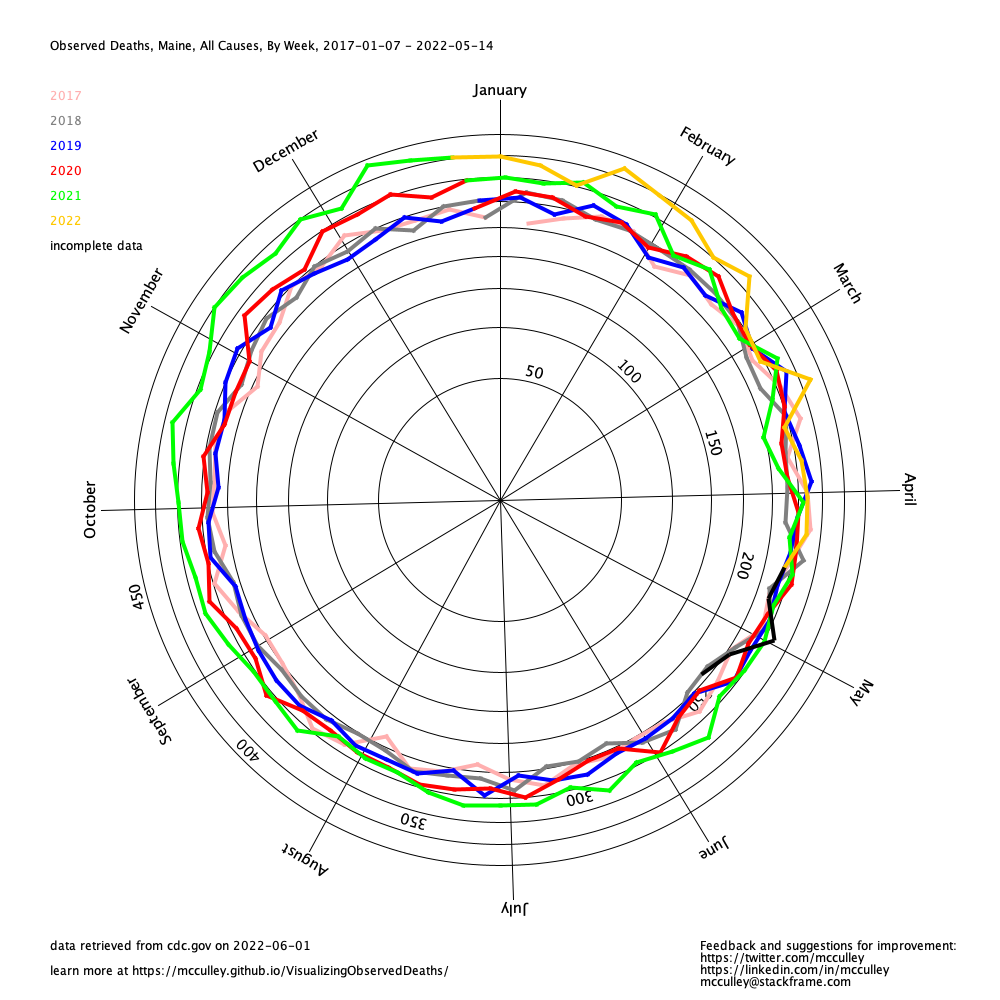 Observed Deaths, Maine, All Causes, By Week, 2017-01-07 - 2022-05-14
2017
2018
2019
2020
2021
2022
incomplete data
January
February
March
April
May
June
July
August
September
October
November
December
50
100
150
200
300
350
400
450
data retrieved from cdc.gov on 2022-06-01
learn more at https://mcculley.github.io/VisualizingObservedDeaths/
Feedback and suggestions for improvement:
https://twitter.com/mcculley
https://linkedin.com/in/mcculley
mcculley@stackframe.com